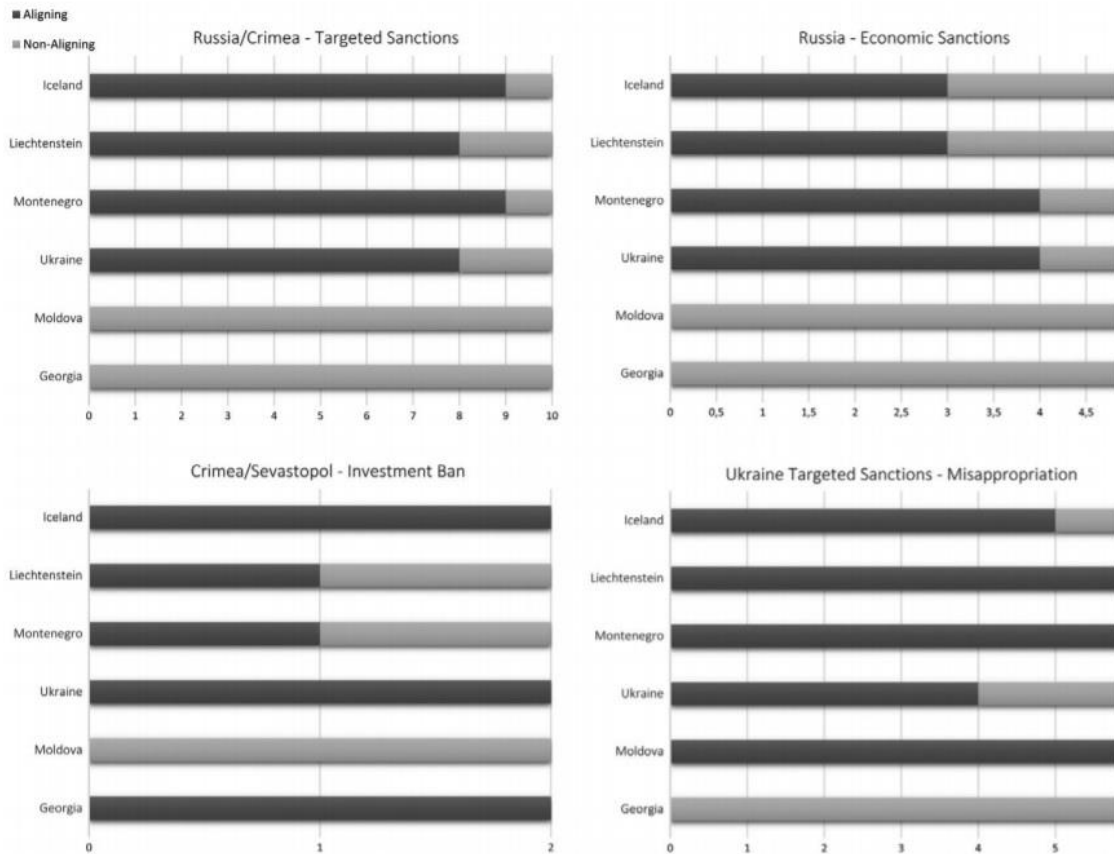 Aligning
Non-Aligning
Russia/Crimea - Targeted Sanctions
Iceland
Liechtenstein
Montenegro
Ukraine
Moldova
Georgia
0 1 2 3 4 5 6 7 8 9 10
Russia - Economic Sanctions
Iceland
Liechtenstein
Montenegro
Ukraine
Moldova
Georgia
0 0,5 1 1,5 2 2,5 3 3,5 4 4,5
Crimea/Sevastopol - Investment Ban
Iceland
Liechtenstein
Montenegro
Ukraine
Moldova
Georgia
0 1 2
Ukraine Targeted Sanctions - Misappropriation
Iceland
Liechtenstein
Montenegro
Ukraine
Moldova
Georgia
0 1 2 3 4 5